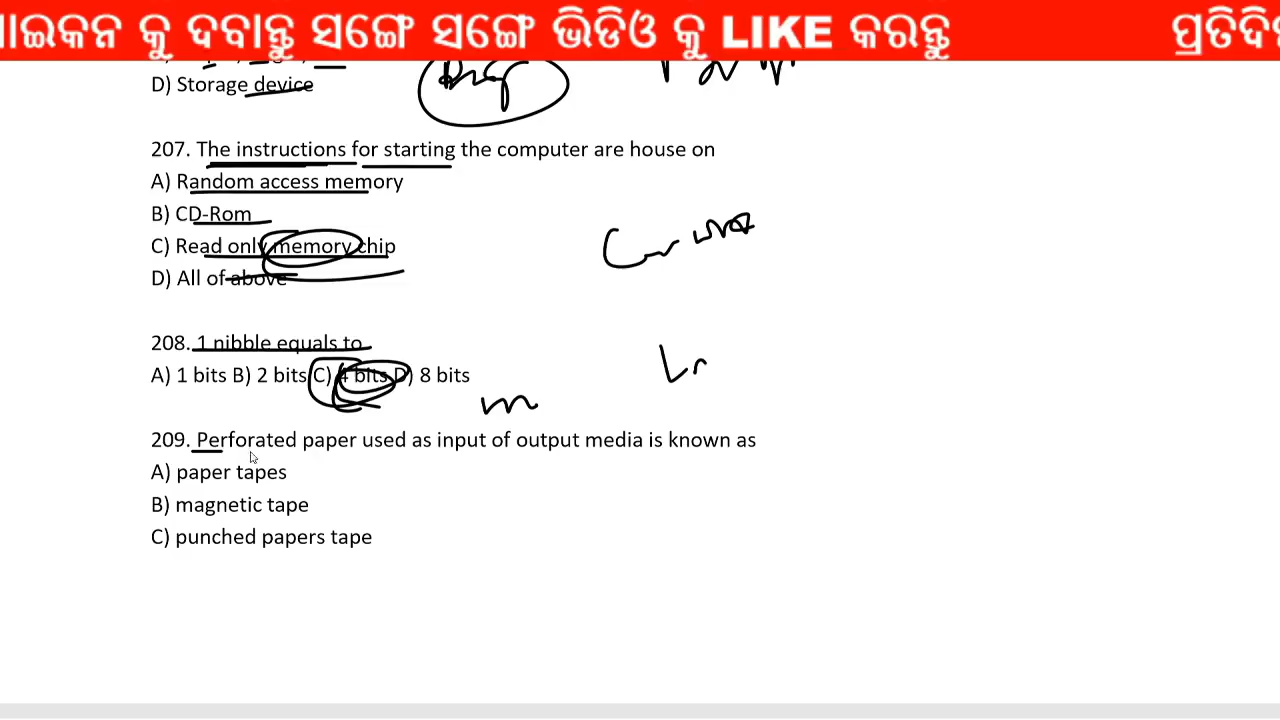 ାଇକନ କୁ ଦବାନ୍ତୁ ସଙ୍ଗେ ସଙ୍ଗେ ଭିଡିଓ କୁ LIKE କରନ୍ତୁ
D) Storage device
207. The instructions for starting the computer are house on
A) Random access memory
B) CD-Rom
C) Read only memory chip
D) All of above
208. 1 nibble equals to
A) 1 bits B) 2 bits C) 4 bits D) 8 bits
209. Perforated paper used as input of output media is known as
A) paper tapes
B) magnetic tape
C) punched papers tape